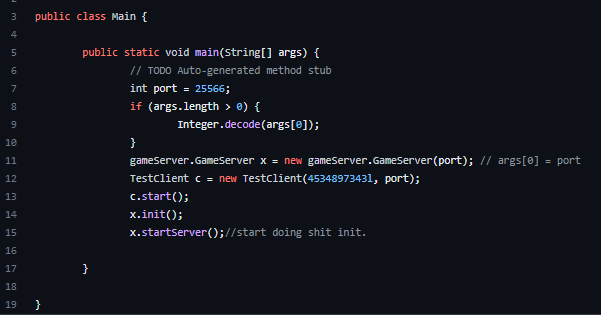 3 public class Main {
4
5 public static void main(String[] args) {
6 // TODO Auto-generated method stub
7 int port = 25566;
8 if (args.length > 0) {
9 Integer.decode(args[0]);
10 }
11 gameServer.GameServer x = new gameServer.GameServer(port); // args[0] = port
12 TestClient c = new TestClient(4534897343l, port);
13 c.start();
14 x.init();
15 x.startServer();//start doing shit init.
16
17 }
18
19 }